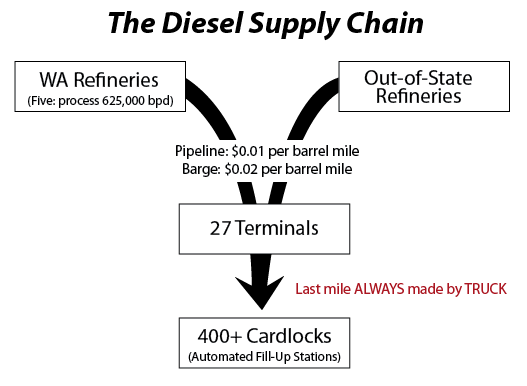 The Diesel Supply Chain
WA Refineries
(Five: process 625,000 bpd)
Out-of-State
Refineries
Pipeline: $0.01 per barrel mile
Barge: $0.02 per barrel mile
27 Terminals
Last mile ALWAYS made by TRUCK
400+ Cardlocks
(Automated Fill-Up Stations)